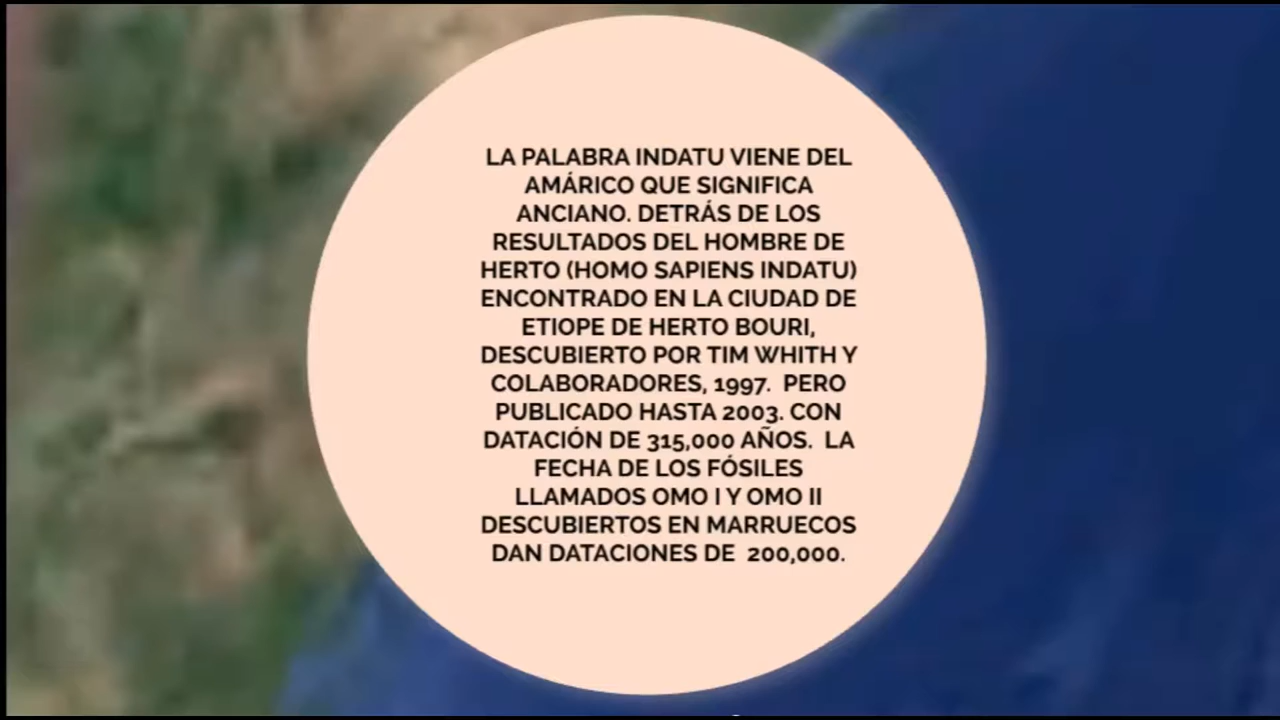 LA PALABRA INDATU VIENE DEL
AMÁRICO QUE SIGNIFICA
ANCIANO. DETRÁS DE LOS
RESULTADOS DEL HOMBRE DE
HERTO (HOMO SAPIENS INDATU)
ENCONTRADO EN LA CIUDAD DE
ETIOPE DE HERTO BOURI,
DESCUBIERTO POR TIM WHITH Y
COLABORADORES, 1997. PERO
PUBLICADO HASTA 2003. CON
DATACIÓN DE 315,000 AÑOS. LA
FECHA DE LOS FÓSILES
LLAMADOS OMO I Y OMO II
DESCUBIERTOS EN MARRUECOS
DAN DATACIONES DE 200,000.